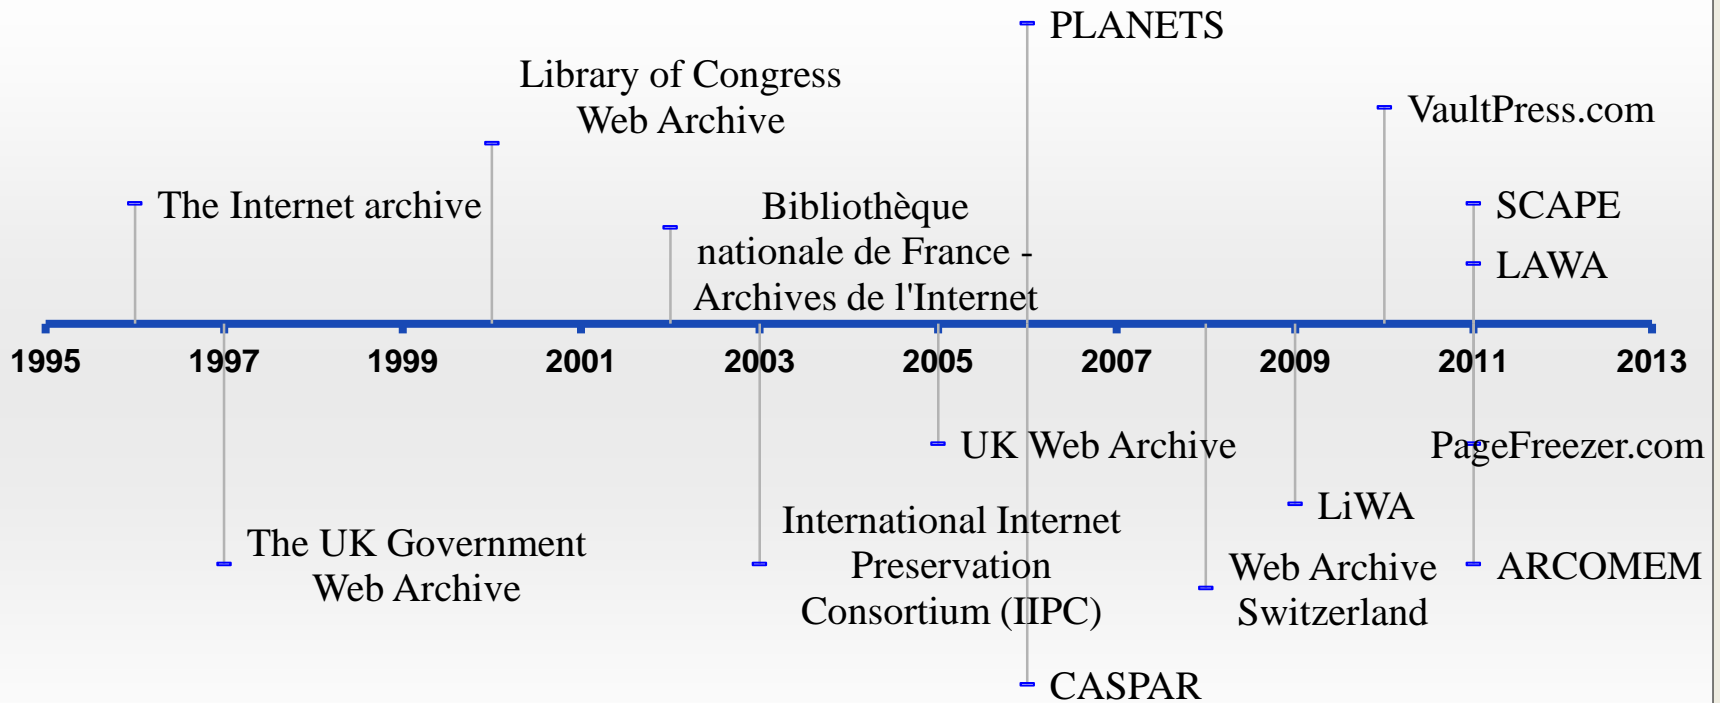 PLANETS
Library of Congress
Web Archive
VaultPress.com
The Internet archive
Bibliothèque
nationale de France -
Archives de l'Internet
SCAPE
LAWA
1995 1997 1999 2001 2003 2005 2007 2009 2011 2013
UK Web Archive
PageFreezer.com
LiWA
The UK Government
Web Archive
International Internet
Preservation
Consortium (IIPC)
Web Archive
Switzerland
ARCOMEM
CASPAR